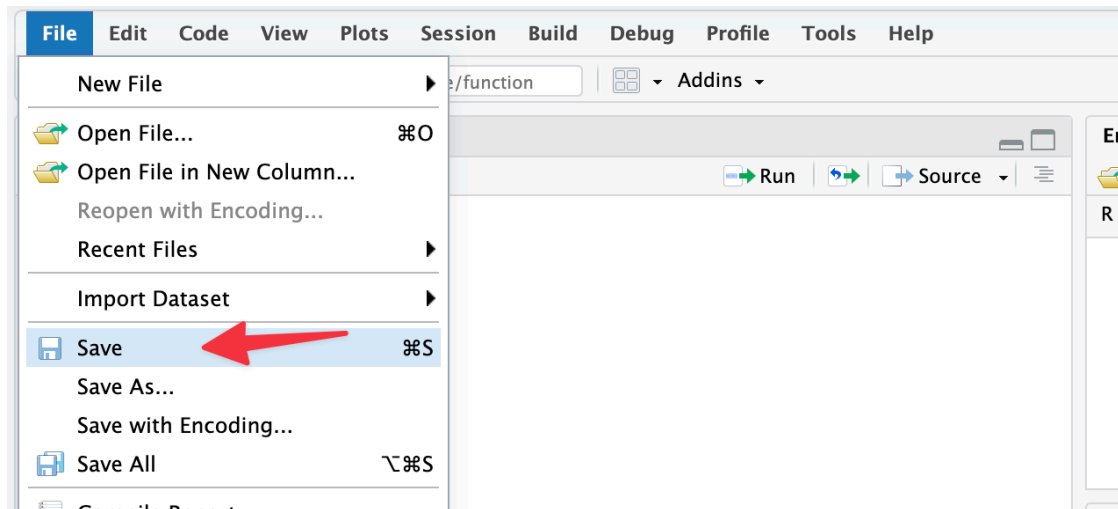 File Edit Code View Plots Session Build Debug Profile Tools Help
New File
e/function
Addins
Open File... ⌘O
Open File in New Column...
Run
Source
Reopen with Encoding...
R
Recent Files
Import Dataset
Save ⌘S
Save As...
Save with Encoding...
Save All ⌥⌘S